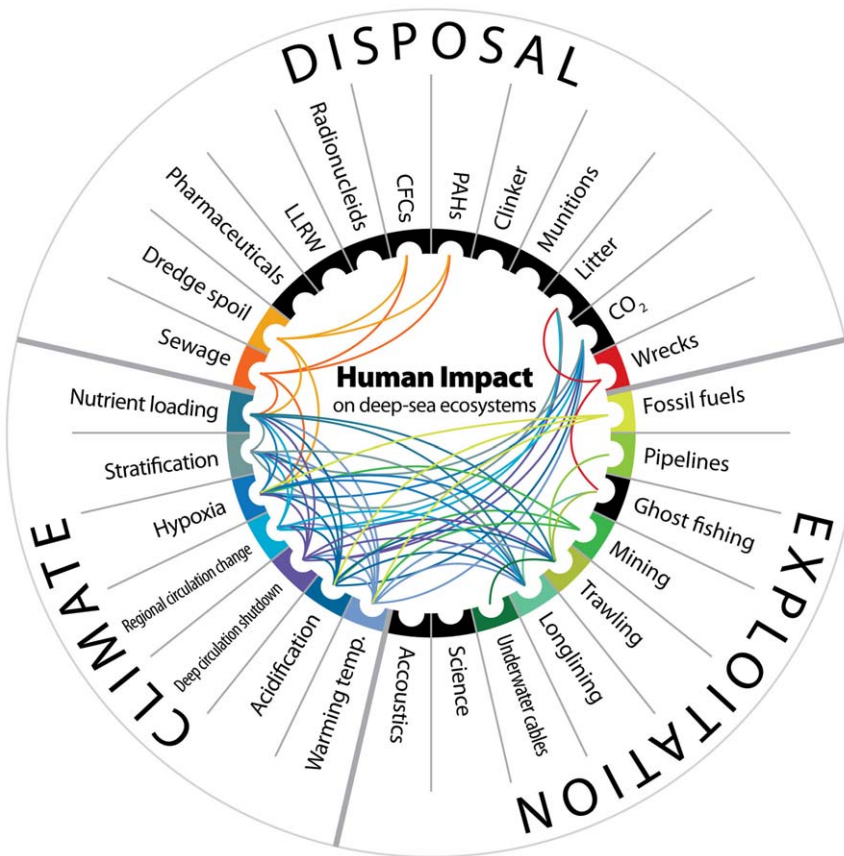 DISPOSAL
Sewage
Dredge spoil
Pharmaceuticals
LLRW
Radionucleids
CFCs
PAHs
Clinker
Munitions
Litter
CO₂
Wrecks
Human Impact
on deep-sea ecosystems
EXPLOITATION
Fossil fuels
Pipelines
Ghost fishing
Mining
Trawling
Longlining
Underwater cables
Science
Accoustics
CLIMATE
Nutrient loading
Stratification
Hypoxia
Regional circulation change
Deep circulation shutdown
Acidification
Warming temp.